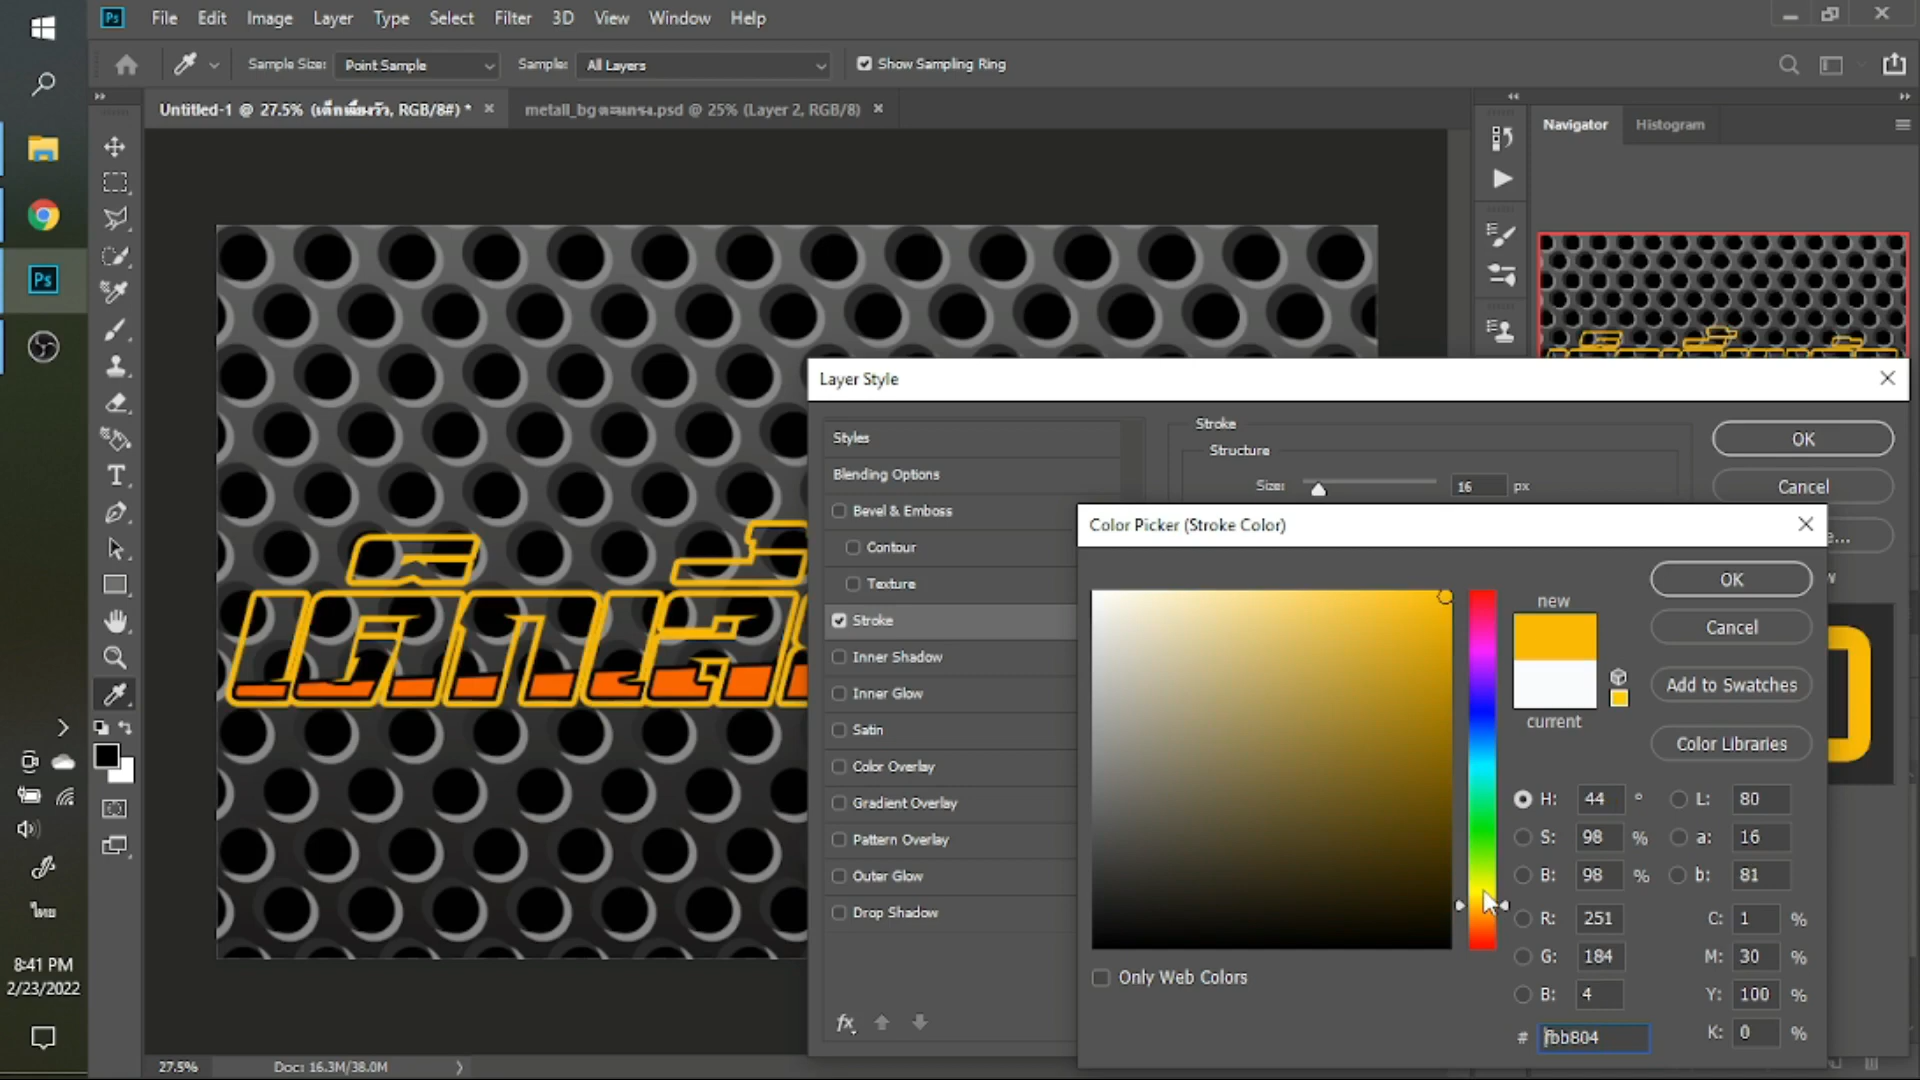 Ps File Edit Image Layer Type Select Filter 3D View Window Help
Sample Size: Point Sample Sample: All Layers Show Sampling Ring
Untitled-1 @ 27.5% (เด็กเลี้ยงวัว, RGB/8#) * metall_bgตะแกรง.psd @ 25% (Layer 2, RGB/8)
Navigator Histogram
Ps
Layer Style
Styles
Blending Options
Bevel & Emboss
Contour
Texture
Stroke
Inner Shadow
Inner Glow
Satin
Color Overlay
Gradient Overlay
Pattern Overlay
Outer Glow
Drop Shadow
fx
Stroke
Structure
Size: 16 px
OK
Cancel
Color Picker (Stroke Color)
new
current
OK
Cancel
Add to Swatches
Color Libraries
H: 44 ° L: 80
S: 98 % a: 16
B: 98 % b: 81
R: 251 C: 1 %
G: 184 M: 30 %
B: 4 Y: 100 %
# fbb804 K: 0 %
Only Web Colors
ไทย
8:41 PM
2/23/2022
27.5% Doc: 16.3M/38.0M